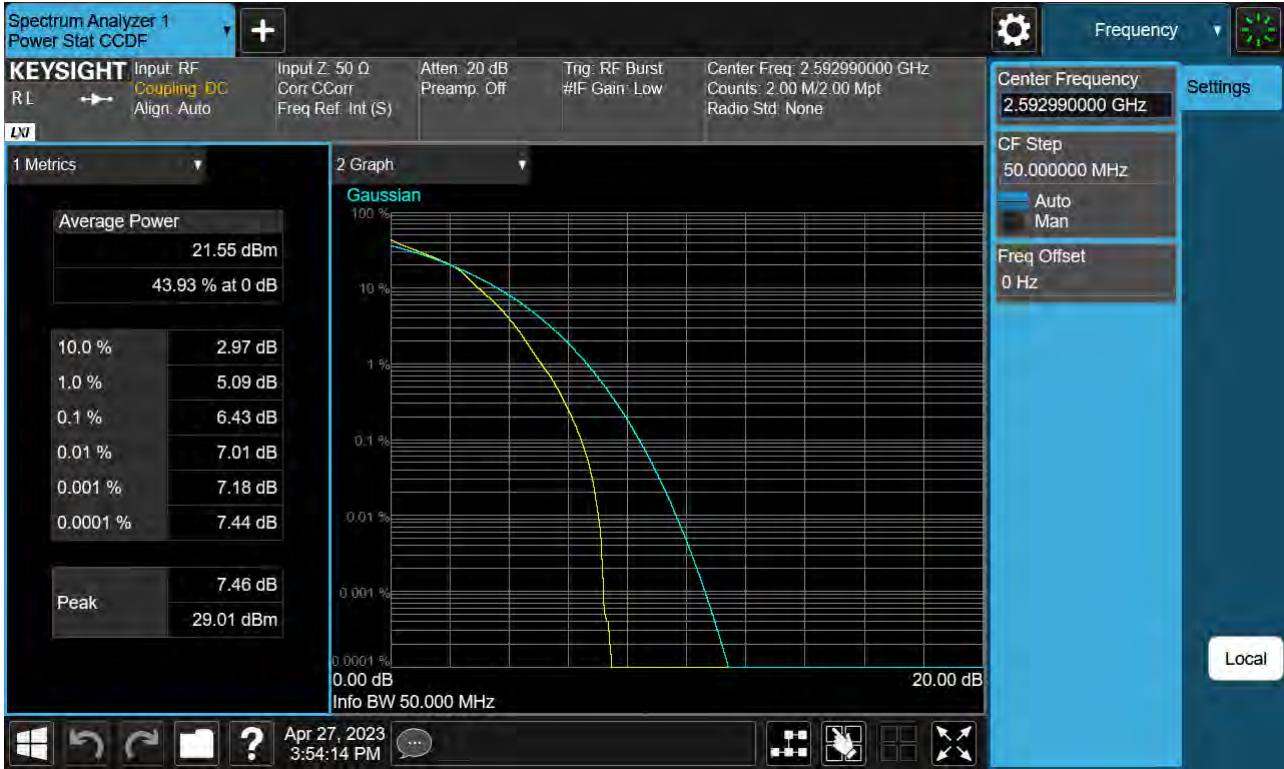 Spectrum Analyzer 1
Power Stat CCDF
Frequency
KEYSIGHT
R L
LXI
Input: RF
Coupling: DC
Align: Auto
Input Z: 50 Ω
Corr CCorr
Freq Ref: Int (S)
Atten: 20 dB
Preamp: Off
Trig: RF Burst
#IF Gain: Low
Center Freq: 2.592990000 GHz
Counts: 2.00 M/2.00 Mpt
Radio Std: None
Center Frequency
2.592990000 GHz
Settings
CF Step
50.000000 MHz
Auto
Man
Freq Offset
0 Hz
1 Metrics
Average Power
21.55 dBm
43.93 % at 0 dB
10.0 % 2.97 dB
1.0 % 5.09 dB
0.1 % 6.43 dB
0.01 % 7.01 dB
0.001 % 7.18 dB
0.0001 % 7.44 dB
Peak
7.46 dB
29.01 dBm
2 Graph
Gaussian
100 %
10 %
1 %
0.1 %
0.01 %
0.001 %
0.0001 %
0.00 dB 20.00 dB
Info BW 50.000 MHz
Local
?
Apr 27, 2023
3:54:14 PM